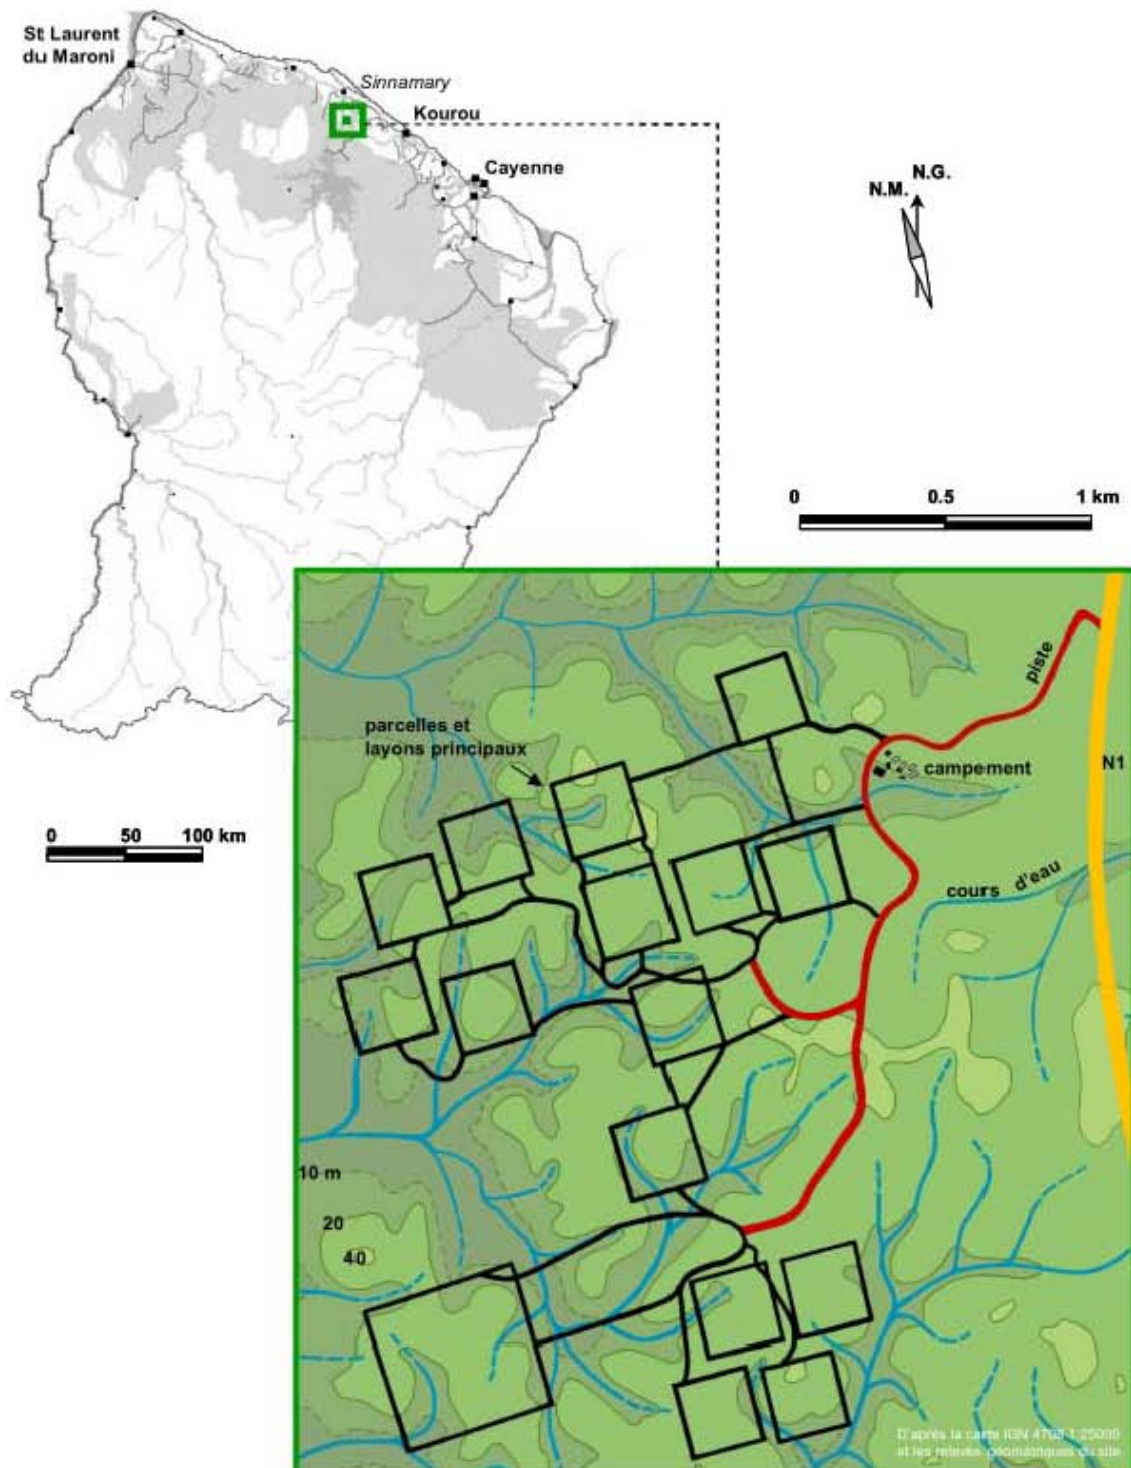 St Laurent
du Maroni
Sinnamary
Kourou
Cayenne
N.G.
N.M.
0 0.5 1 km
piste
parcelles et
layons principaux
campement
N1
0 50 100 km
cours d'eau
10 m
20
40
D'après la carte IGN 4708 1:25000
et les relevés géomatriques du site